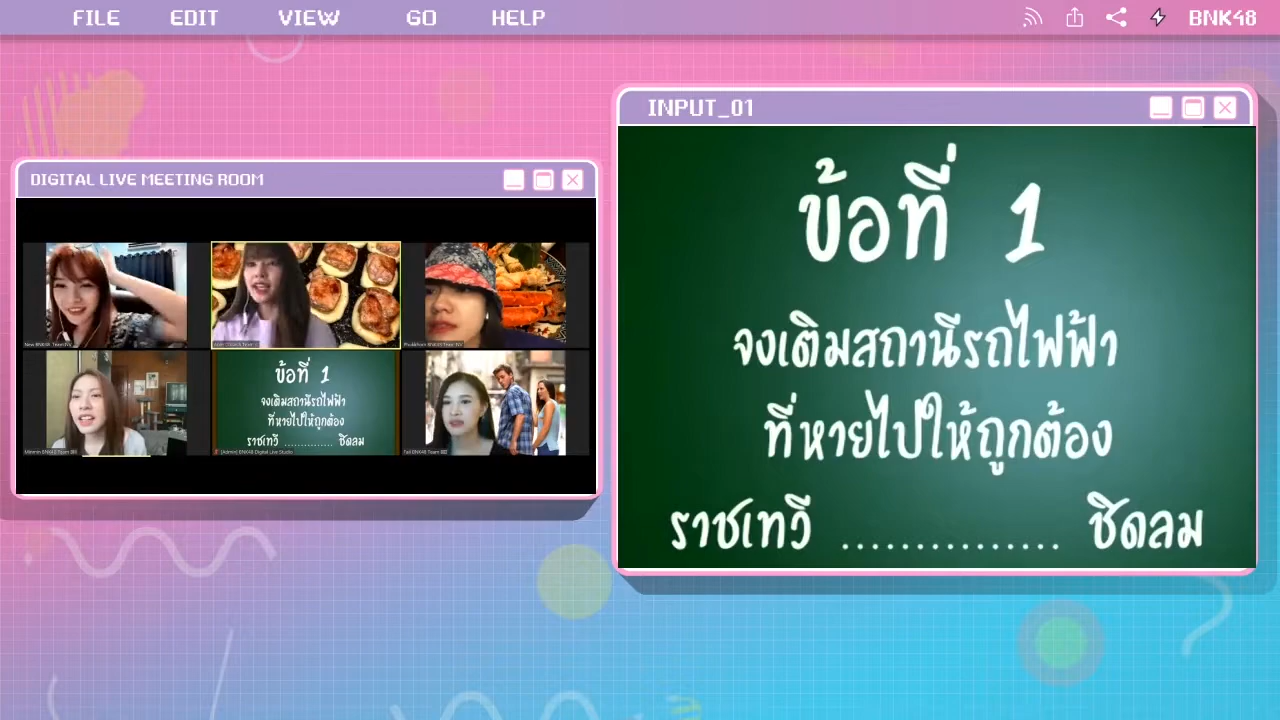 FILE EDIT VIEW GO HELP BNK48
DIGITAL LIVE MEETING ROOM
INPUT_01
ข้อที่ 1
จงเติมสถานีรถไฟฟ้า
ที่หายไปให้ถูกต้อง
ราชเทวี ............... ชิดลม
ข้อที่ 1
จงเติมสถานีรถไฟฟ้า
ที่หายไปให้ถูกต้อง
ราชเทวี .............. ชิดลม
[Admin] BNK48 Digital Live Studio